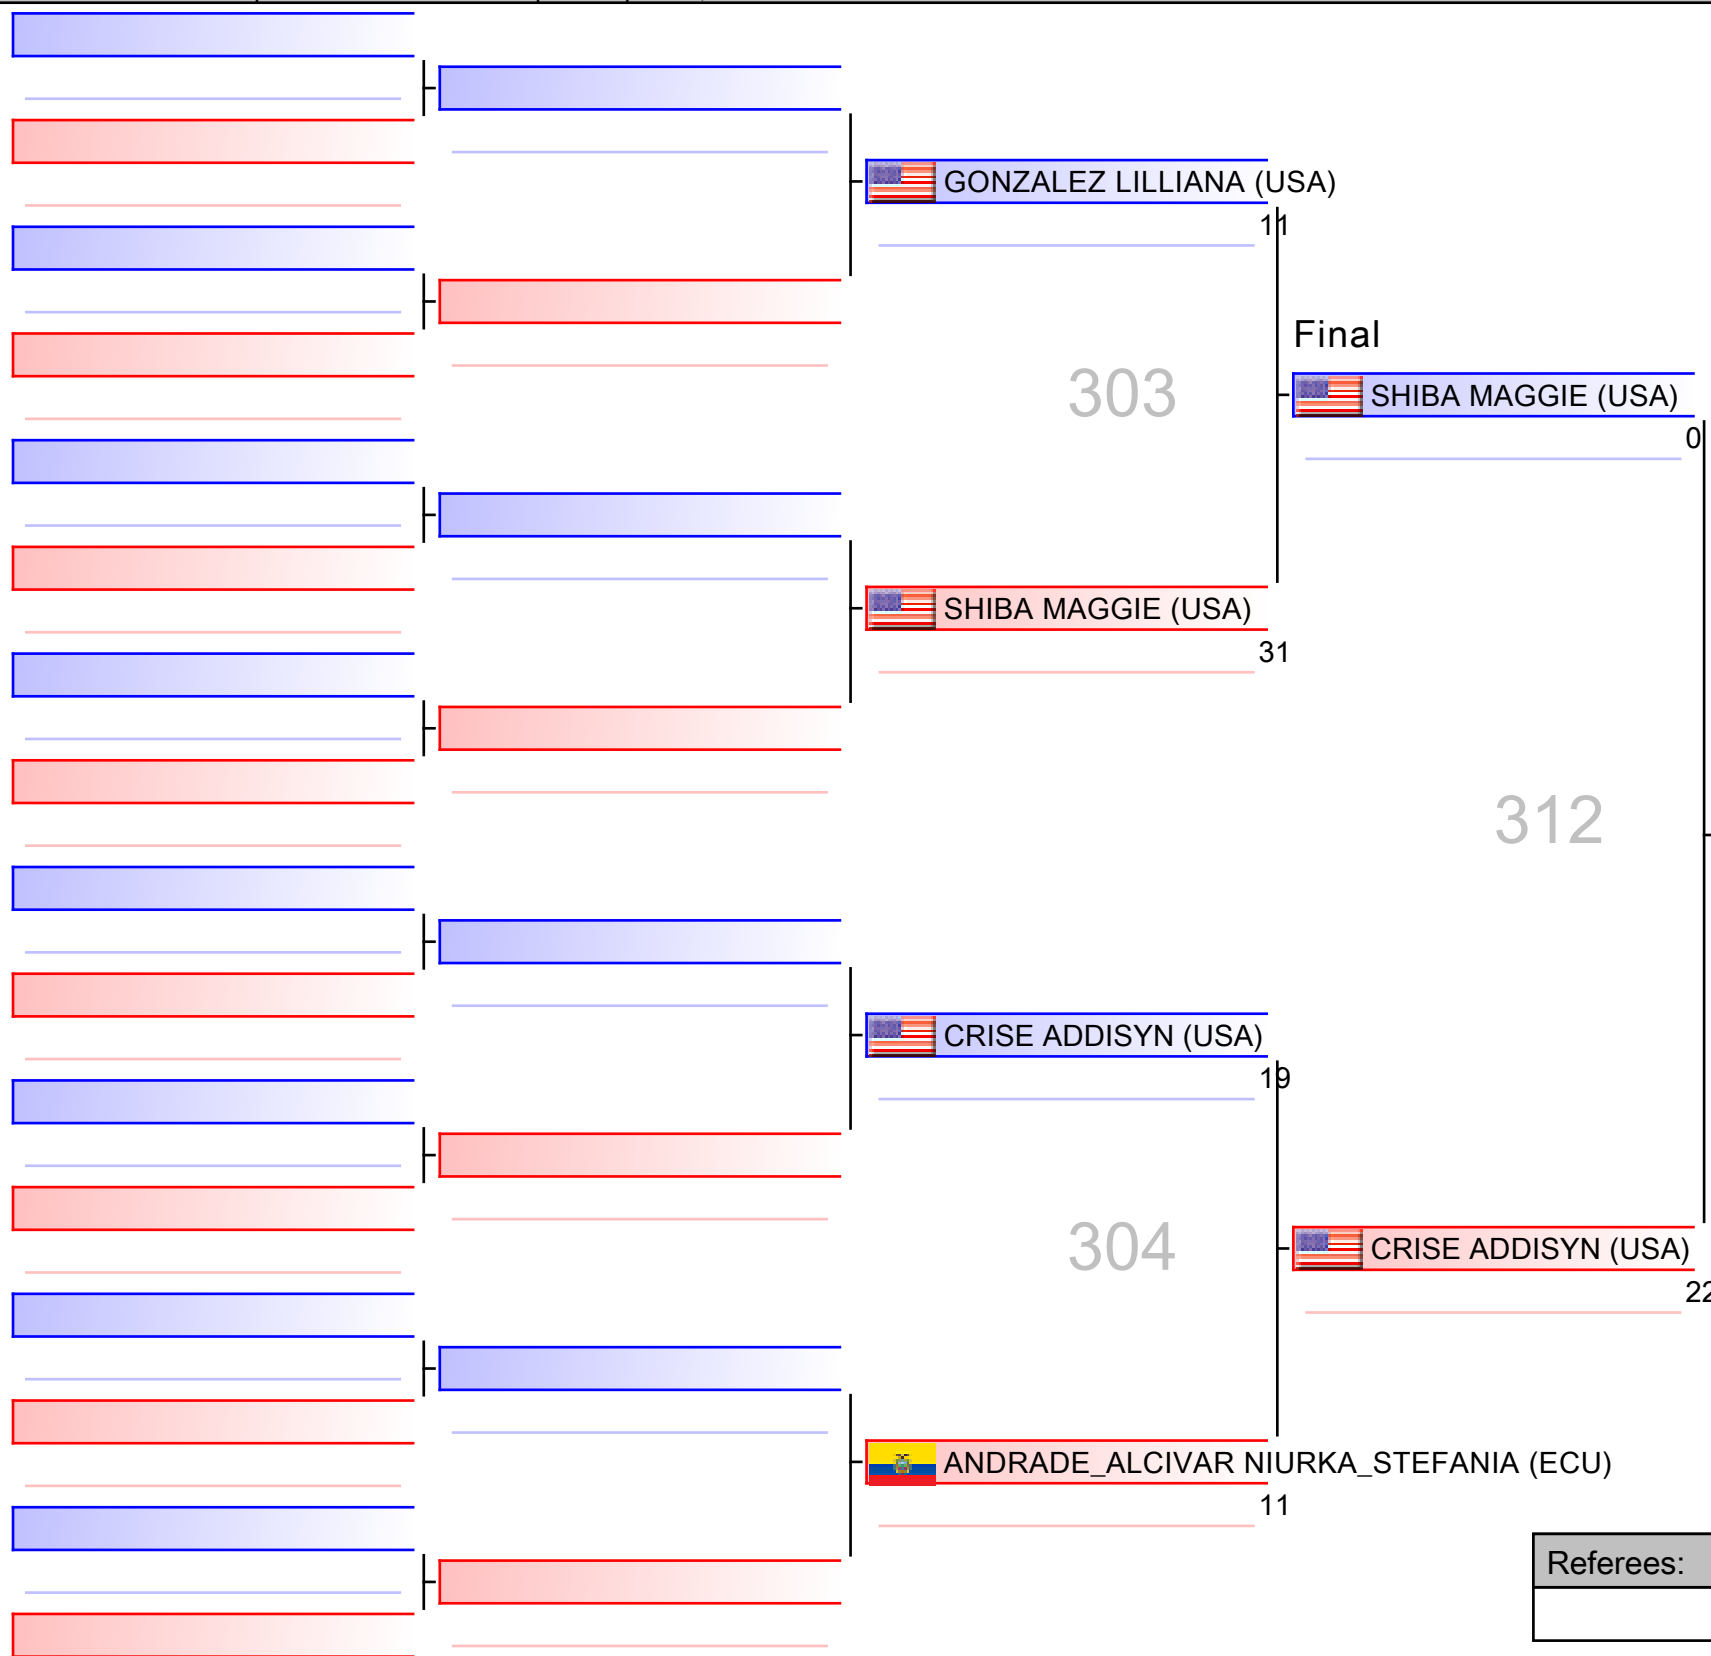 GONZALEZ LILLIANA (USA)
11
Final
303
SHIBA MAGGIE (USA)
0
SHIBA MAGGIE (USA)
31
312
CRISE ADDISYN (USA)
19
304
CRISE ADDISYN (USA)
22
ANDRADE_ALCIVAR NIURKA_STEFANIA (ECU)
11
Referees: